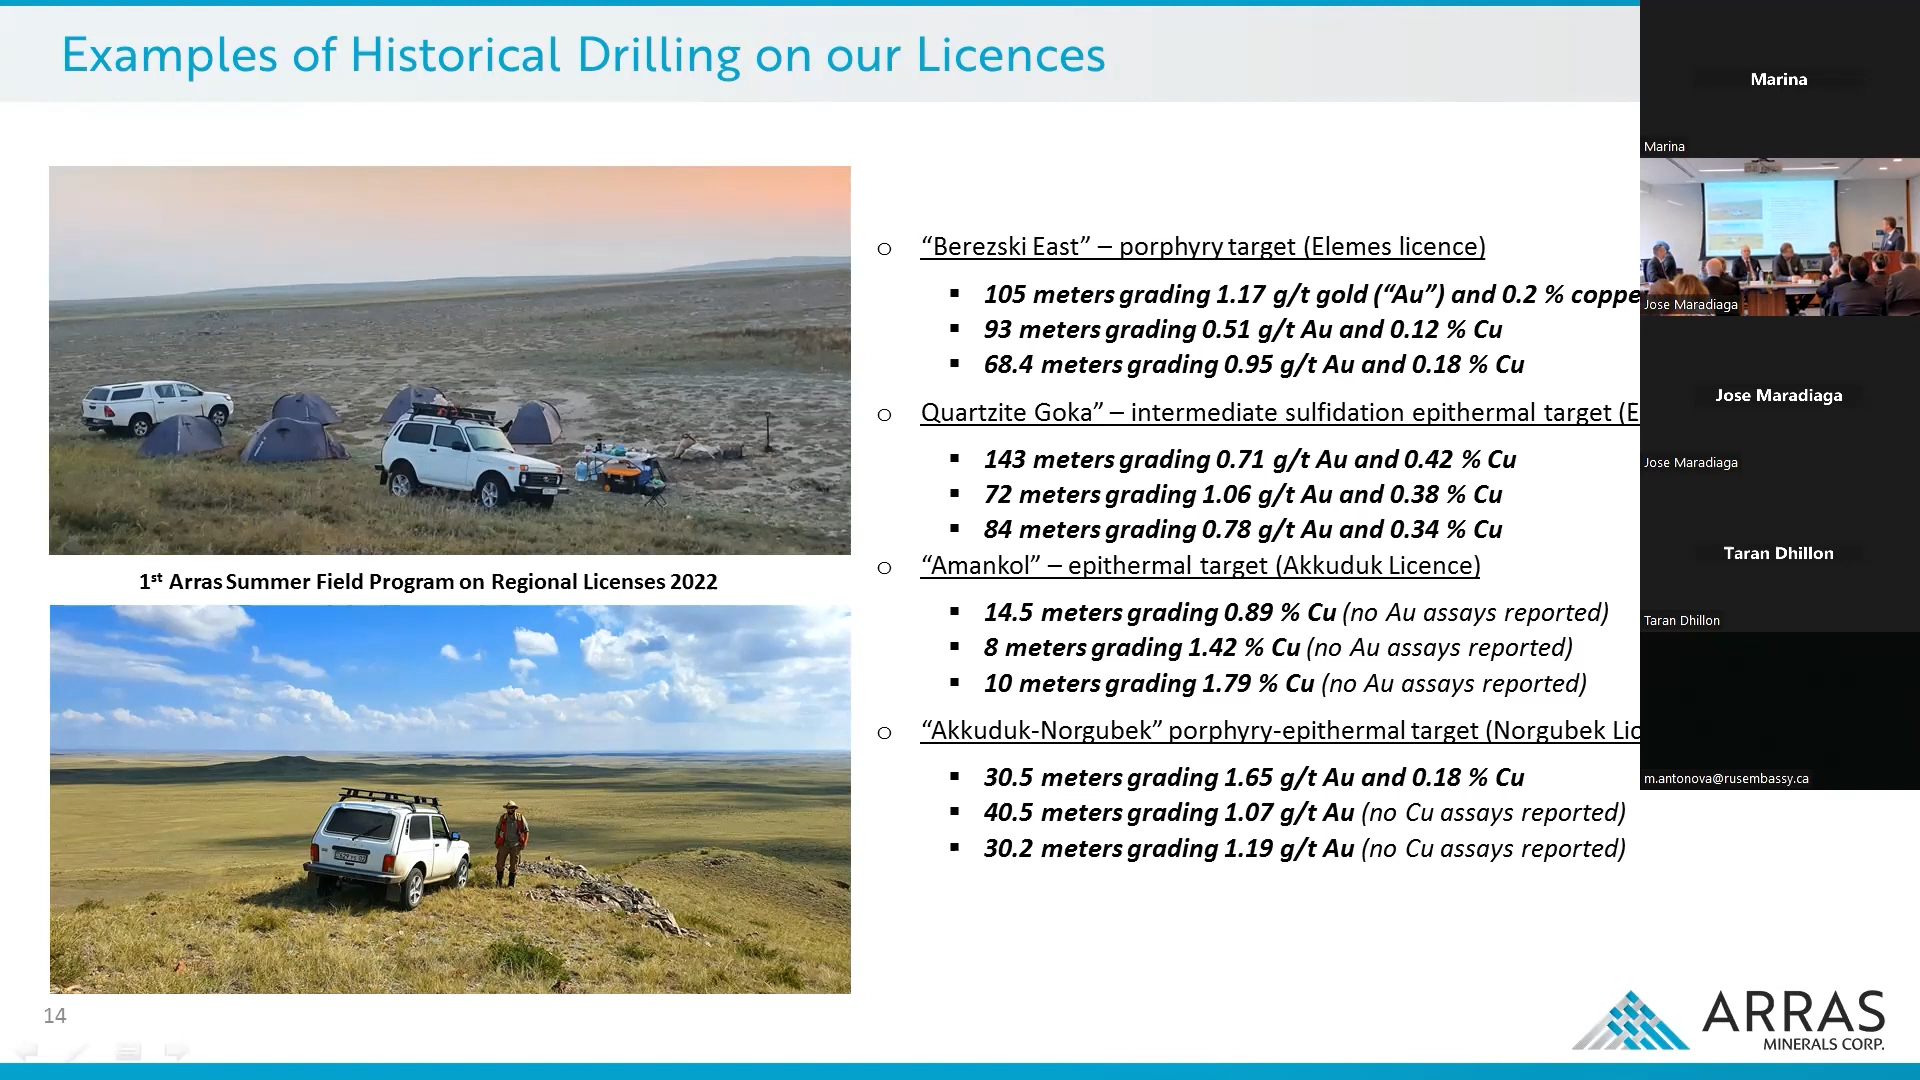 Examples of Historical Drilling on our Licences
1st Arras Summer Field Program on Regional Licenses 2022
o “Berezski East” – porphyry target (Elemes licence)
▪ 105 meters grading 1.17 g/t gold (“Au”) and 0.2 % coppe
▪ 93 meters grading 0.51 g/t Au and 0.12 % Cu
▪ 68.4 meters grading 0.95 g/t Au and 0.18 % Cu
o Quartzite Goka” – intermediate sulfidation epithermal target (E
▪ 143 meters grading 0.71 g/t Au and 0.42 % Cu
▪ 72 meters grading 1.06 g/t Au and 0.38 % Cu
▪ 84 meters grading 0.78 g/t Au and 0.34 % Cu
o “Amankol” – epithermal target (Akkuduk Licence)
▪ 14.5 meters grading 0.89 % Cu (no Au assays reported)
▪ 8 meters grading 1.42 % Cu (no Au assays reported)
▪ 10 meters grading 1.79 % Cu (no Au assays reported)
o “Akkuduk-Norgubek” porphyry-epithermal target (Norgubek Lic
▪ 30.5 meters grading 1.65 g/t Au and 0.18 % Cu
▪ 40.5 meters grading 1.07 g/t Au (no Cu assays reported)
▪ 30.2 meters grading 1.19 g/t Au (no Cu assays reported)
14
ARRAS
MINERALS CORP.
Marina
Marina
Jose Maradiaga
Jose Maradiaga
Jose Maradiaga
Taran Dhillon
Taran Dhillon
m.antonova@rusembassy.ca